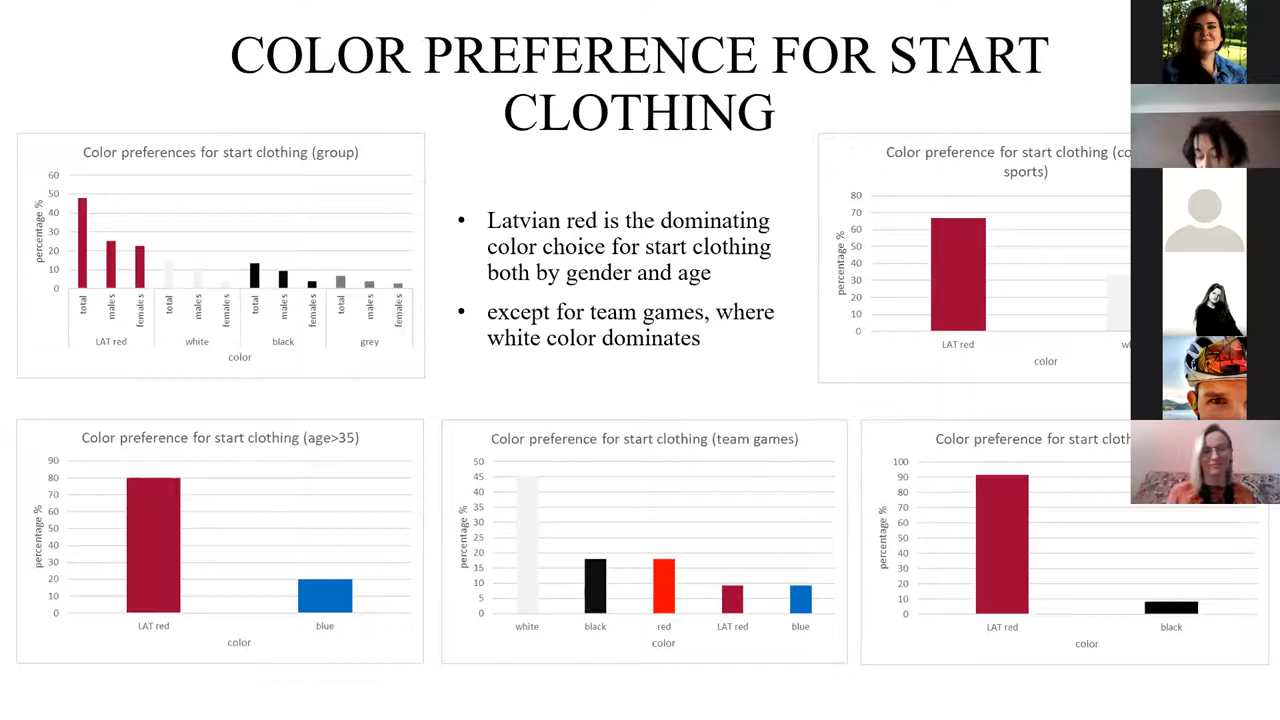 COLOR PREFERENCE FOR START
CLOTHING
Color preferences for start clothing (group)
60
50
40
30
20
10
0
percentage %
total
males
females
total
males
females
total
males
females
total
males
females
LAT red
white
black
grey
color
• Latvian red is the dominating
color choice for start clothing
both by gender and age
• except for team games, where
white color dominates
Color preference for start clothing
sports)
80
70
60
50
40
30
20
10
0
percentage %
LAT red
color
Color preference for start clothing (age>35)
90
80
70
60
50
40
30
20
10
0
percentage %
LAT red
blue
color
Color preference for start clothing (team games)
50
45
40
35
30
25
20
15
10
5
0
percentage %
white
black
red
LAT red
blue
color
Color preference for start
100
90
80
70
60
50
40
30
20
10
0
percentage %
LAT red
black
color